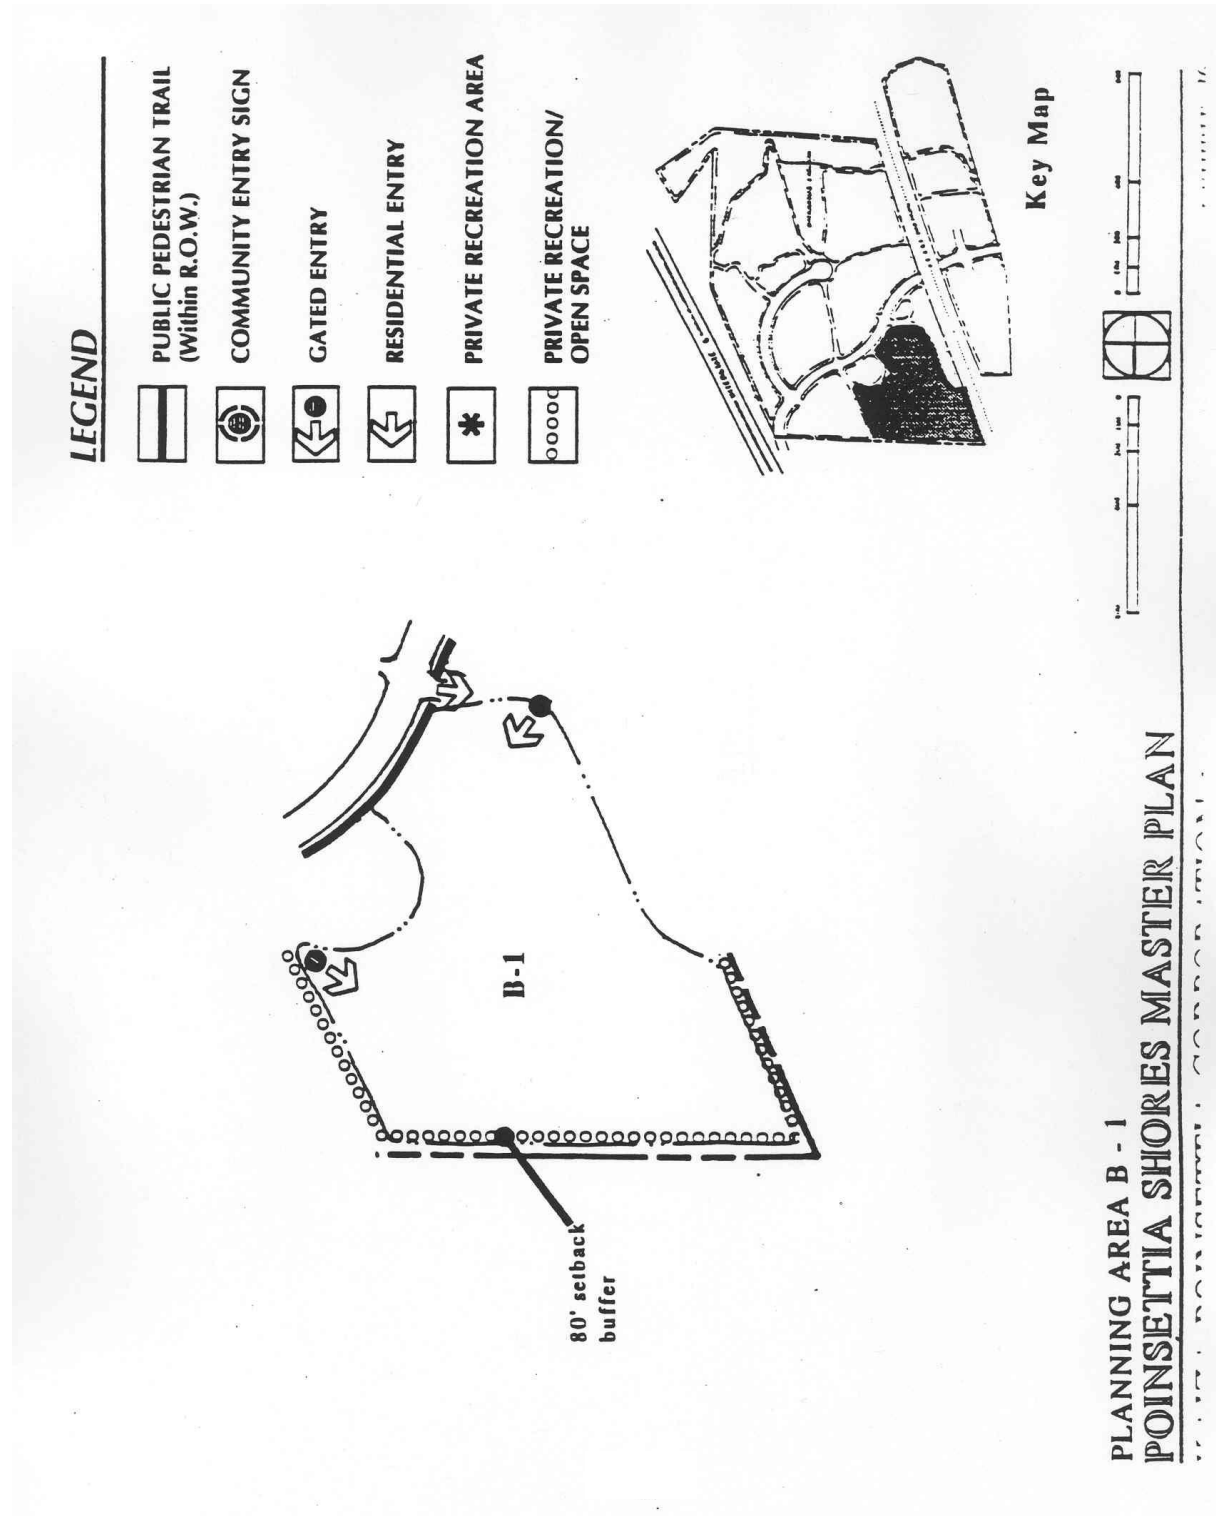 LEGEND
PUBLIC PEDESTRIAN TRAIL
(Within R.O.W.)
COMMUNITY ENTRY SIGN
GATED ENTRY
RESIDENTIAL ENTRY
PRIVATE RECREATION AREA
PRIVATE RECREATION/
OPEN SPACE
B-1
80' setback
buffer
Key Map
PLANNING AREA B - 1
POINSETTIA SHORES MASTER PLAN